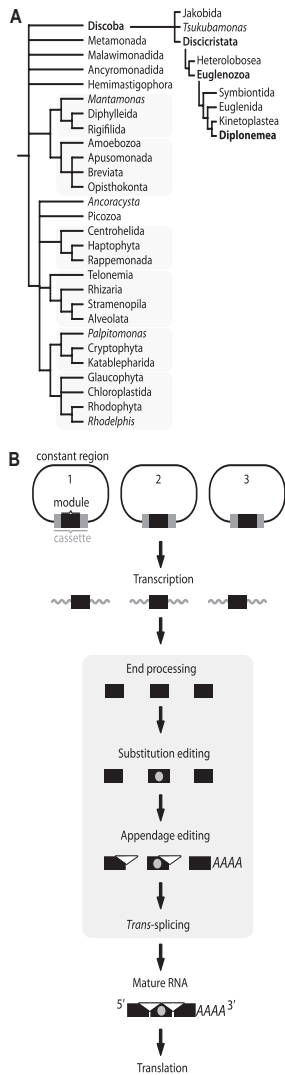 A
Discoba
Metamonada
Malawimonadida
Ancyromonadida
Hemimastigophora
Mantamonas
Diphylleida
Rigifilida
Amoebozoa
Apusomonada
Breviata
Opisthokonta
Ancoracysta
Picozoa
Centrohelida
Haptophyta
Rappemonada
Telonemia
Rhizaria
Stramenopila
Alveolata
Palpitomonas
Cryptophyta
Katablepharida
Glaucophyta
Chloroplastida
Rhodophyta
Rhodelphis
Jakobida
Tsukubamonas
Discicristata
Heterolobosea
Euglenozoa
Symbiontida
Euglenida
Kinetoplastea
Diplonemea
B
constant region
1
2
3
module
cassette
Transcription
End processing
Substitution editing
Appendage editing
AAAA
Trans-splicing
Mature RNA
5′ AAAA 3′
Translation